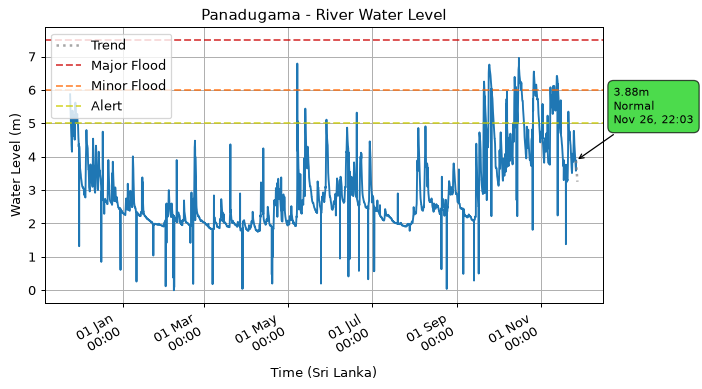 Panadugama - River Water Level
Trend
Major Flood
Minor Flood
Alert
3.88m
Normal
Nov 26, 22:03
Water Level (m)
7
6
5
4
3
2
1
0
01 Jan
00:00
01 Mar
00:00
01 May
00:00
01 Jul
00:00
01 Sep
00:00
01 Nov
00:00
Time (Sri Lanka)